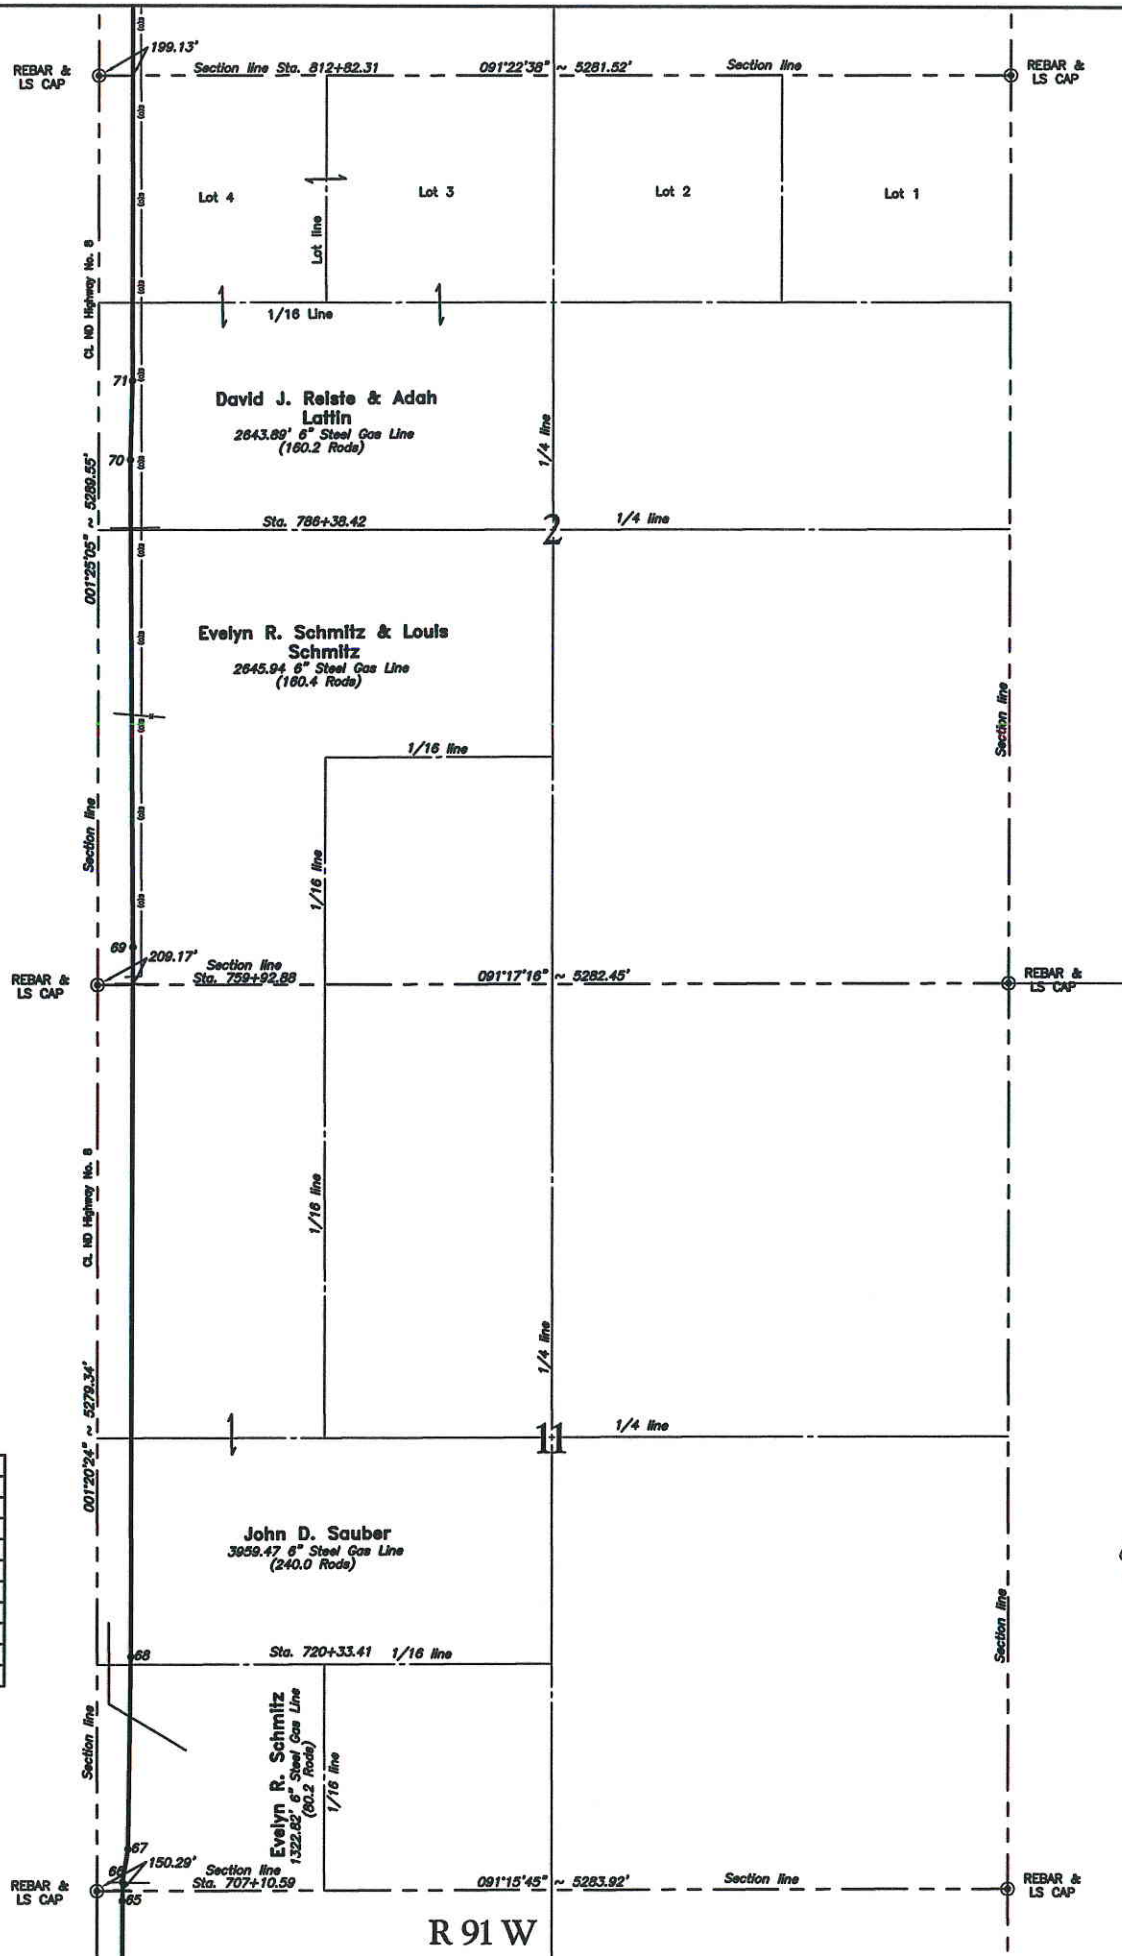 199.13'
REBAR &
LS CAP
Section line Sta. 812+82.31
091°22'38" ~ 5281.52'
Section line
REBAR &
LS CAP
Lot 4
Lot 3
Lot 2
Lot 1
Lot line
CL ND Highway No. 8
1/16 Line
71
David J. Reiste & Adah
Lattin
2643.89' 6" Steel Gas Line
(160.2 Rods)
1/4 line
70
001°25'05" ~ 5289.55'
Sta. 786+38.42
2
1/4 line
Evelyn R. Schmitz & Louis
Schmitz
2645.94 6" Steel Gas Line
(160.4 Rods)
Section line
1/16 line
Section line
1/16 line
69
209.17'
REBAR &
LS CAP
Section line
Sta. 759+92.88
091°17'16" ~ 5282.45'
REBAR &
LS CAP
CL ND Highway No. 8
1/16 line
1/4 line
001°20'24" ~ 5279.34'
11
1/4 line
John D. Sauber
3959.47 6" Steel Gas Line
(240.0 Rods)
Section line
68
Sta. 720+33.41
1/16 line
Section line
Evelyn R. Schmitz
1322.82' 6" Steel Gas Line
(80.2 Rods)
1/16 line
67
66
150.29'
REBAR &
LS CAP
65
Section line
Sta. 707+10.59
091°15'45" ~ 5283.92'
Section line
REBAR &
LS CAP
R 91 W